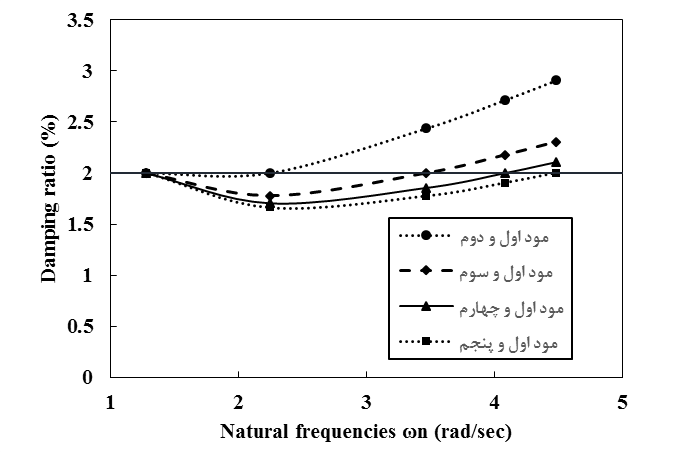 3.5
3
2.5
2
1.5
1
0.5
0
Damping ratio (%)
مود اول و دوم
مود اول و سوم
مود اول و چهارم
مود اول و پنجم
1 2 3 4 5
Natural frequencies ωn (rad/sec)